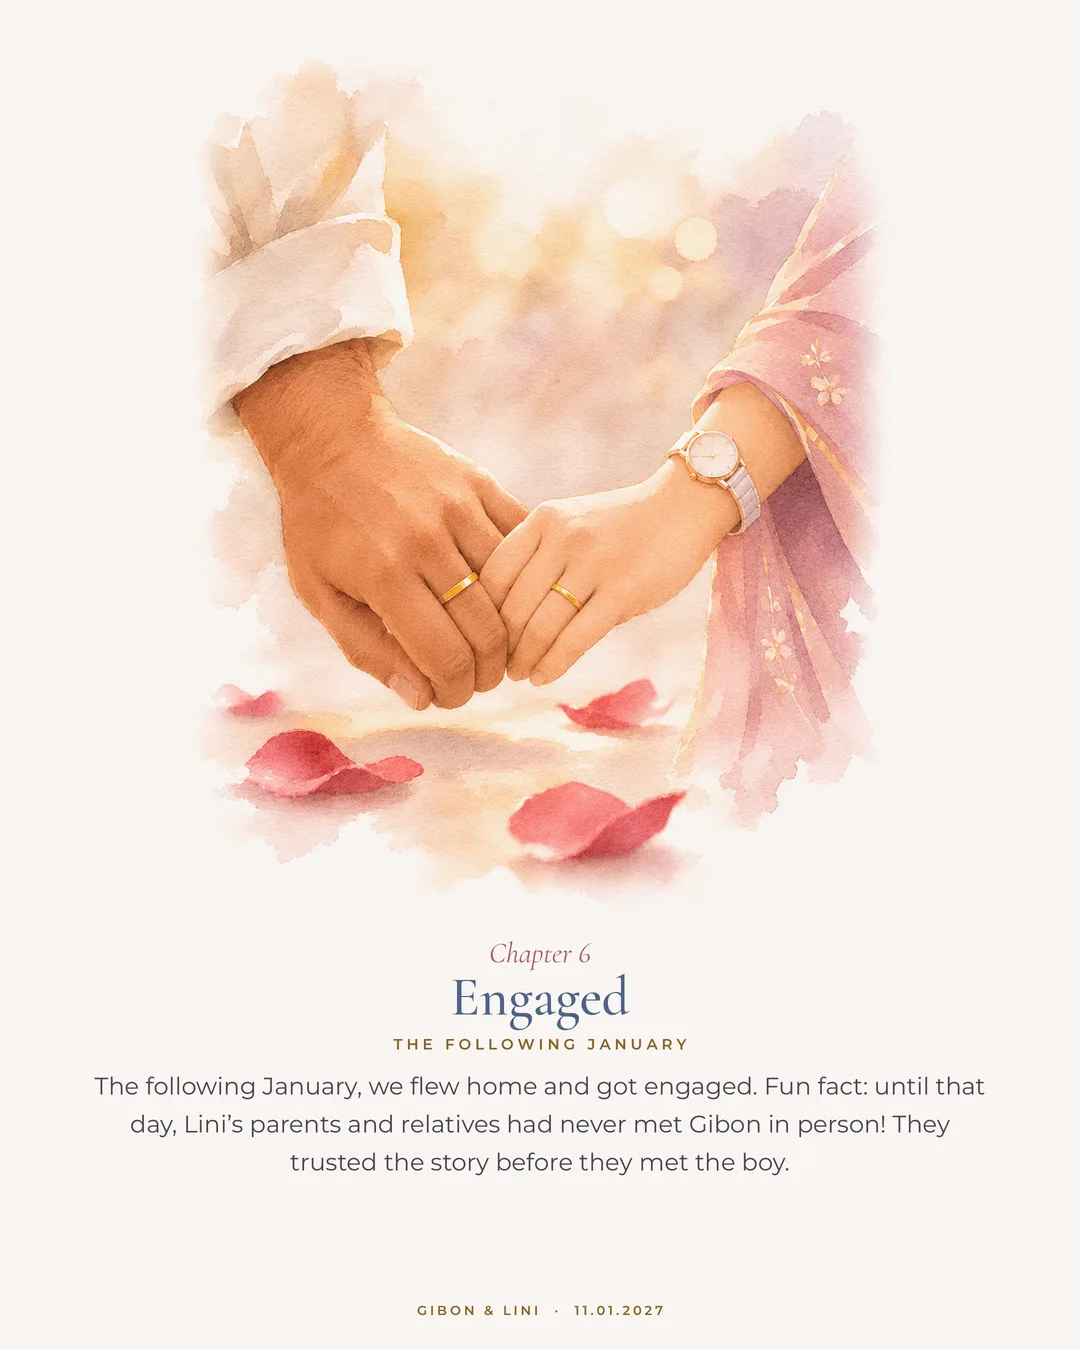 Chapter 6
Engaged
THE FOLLOWING JANUARY
The following January, we flew home and got engaged. Fun fact: until that
day, Lini’s parents and relatives had never met Gibon in person! They
trusted the story before they met the boy.
GIBON & LINI · 11.01.2027